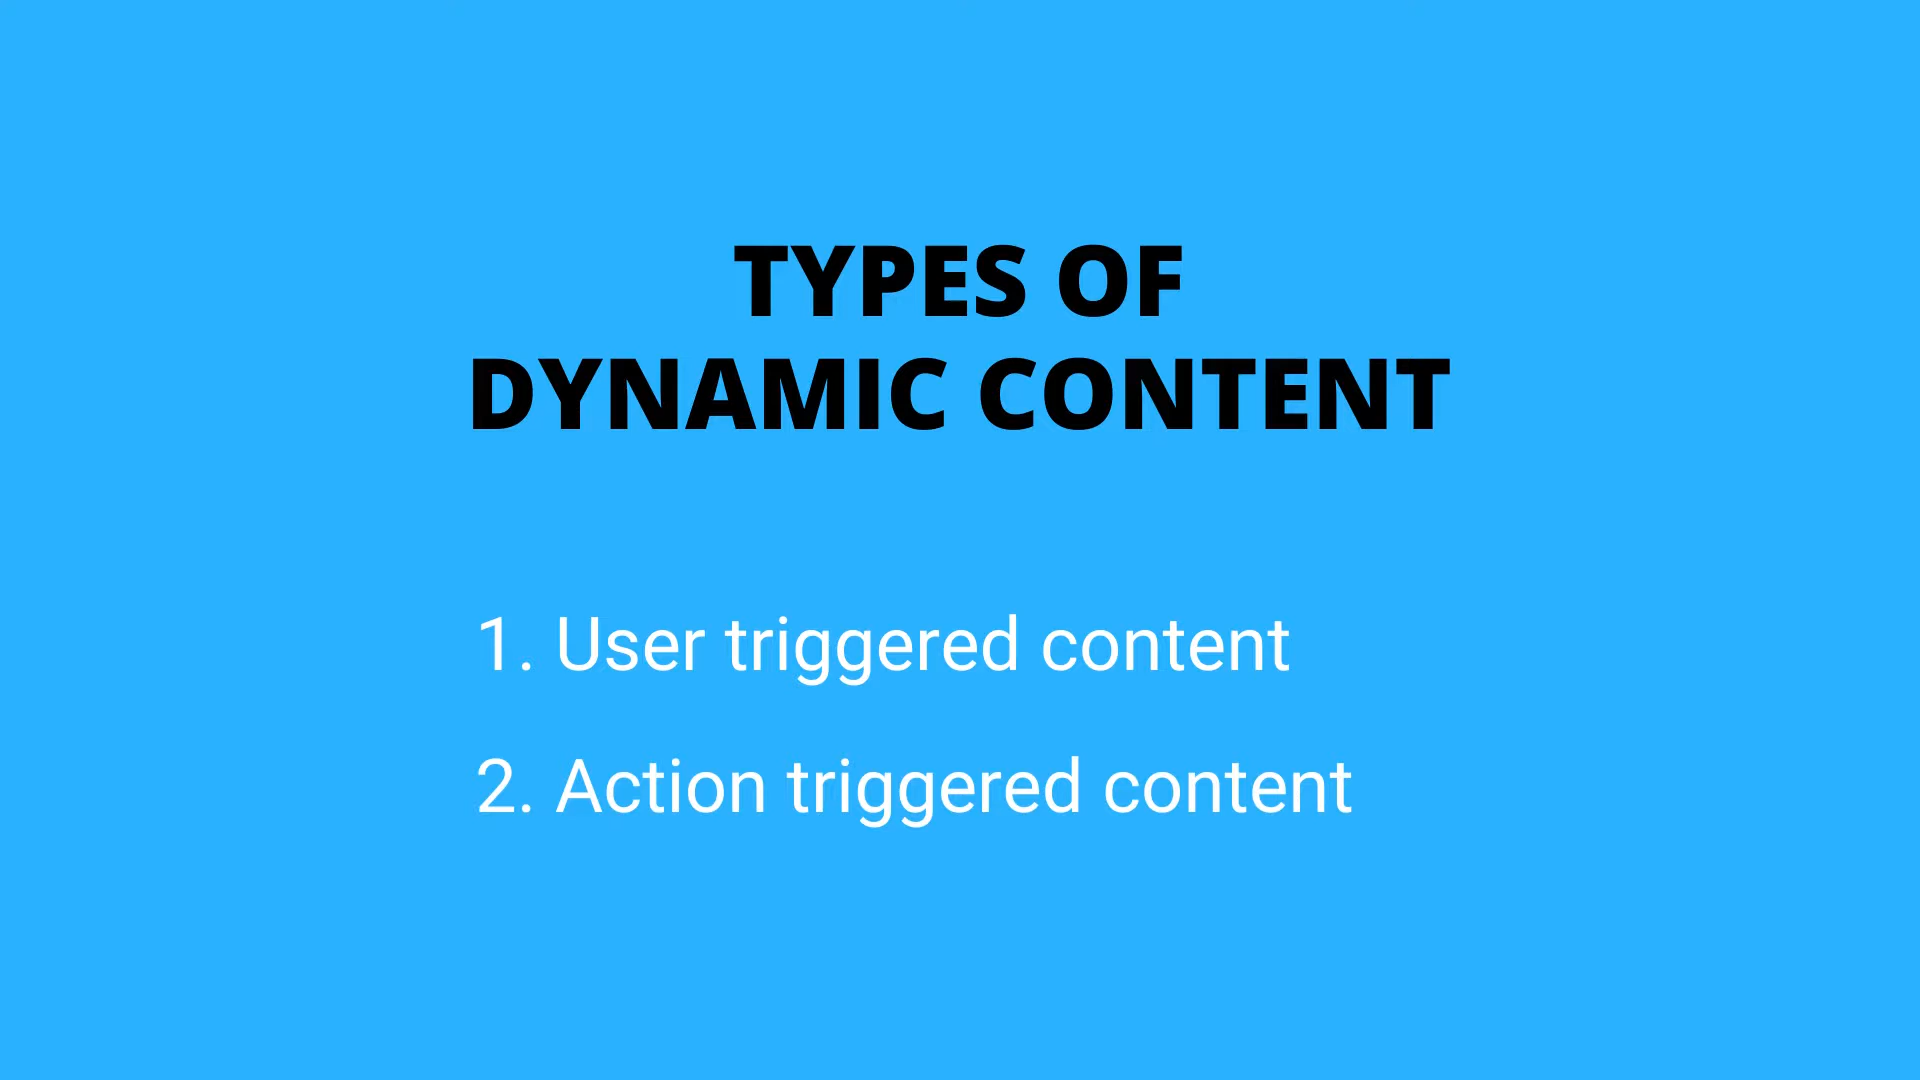 TYPES OF
DYNAMIC CONTENT
1. User triggered content
2. Action triggered content